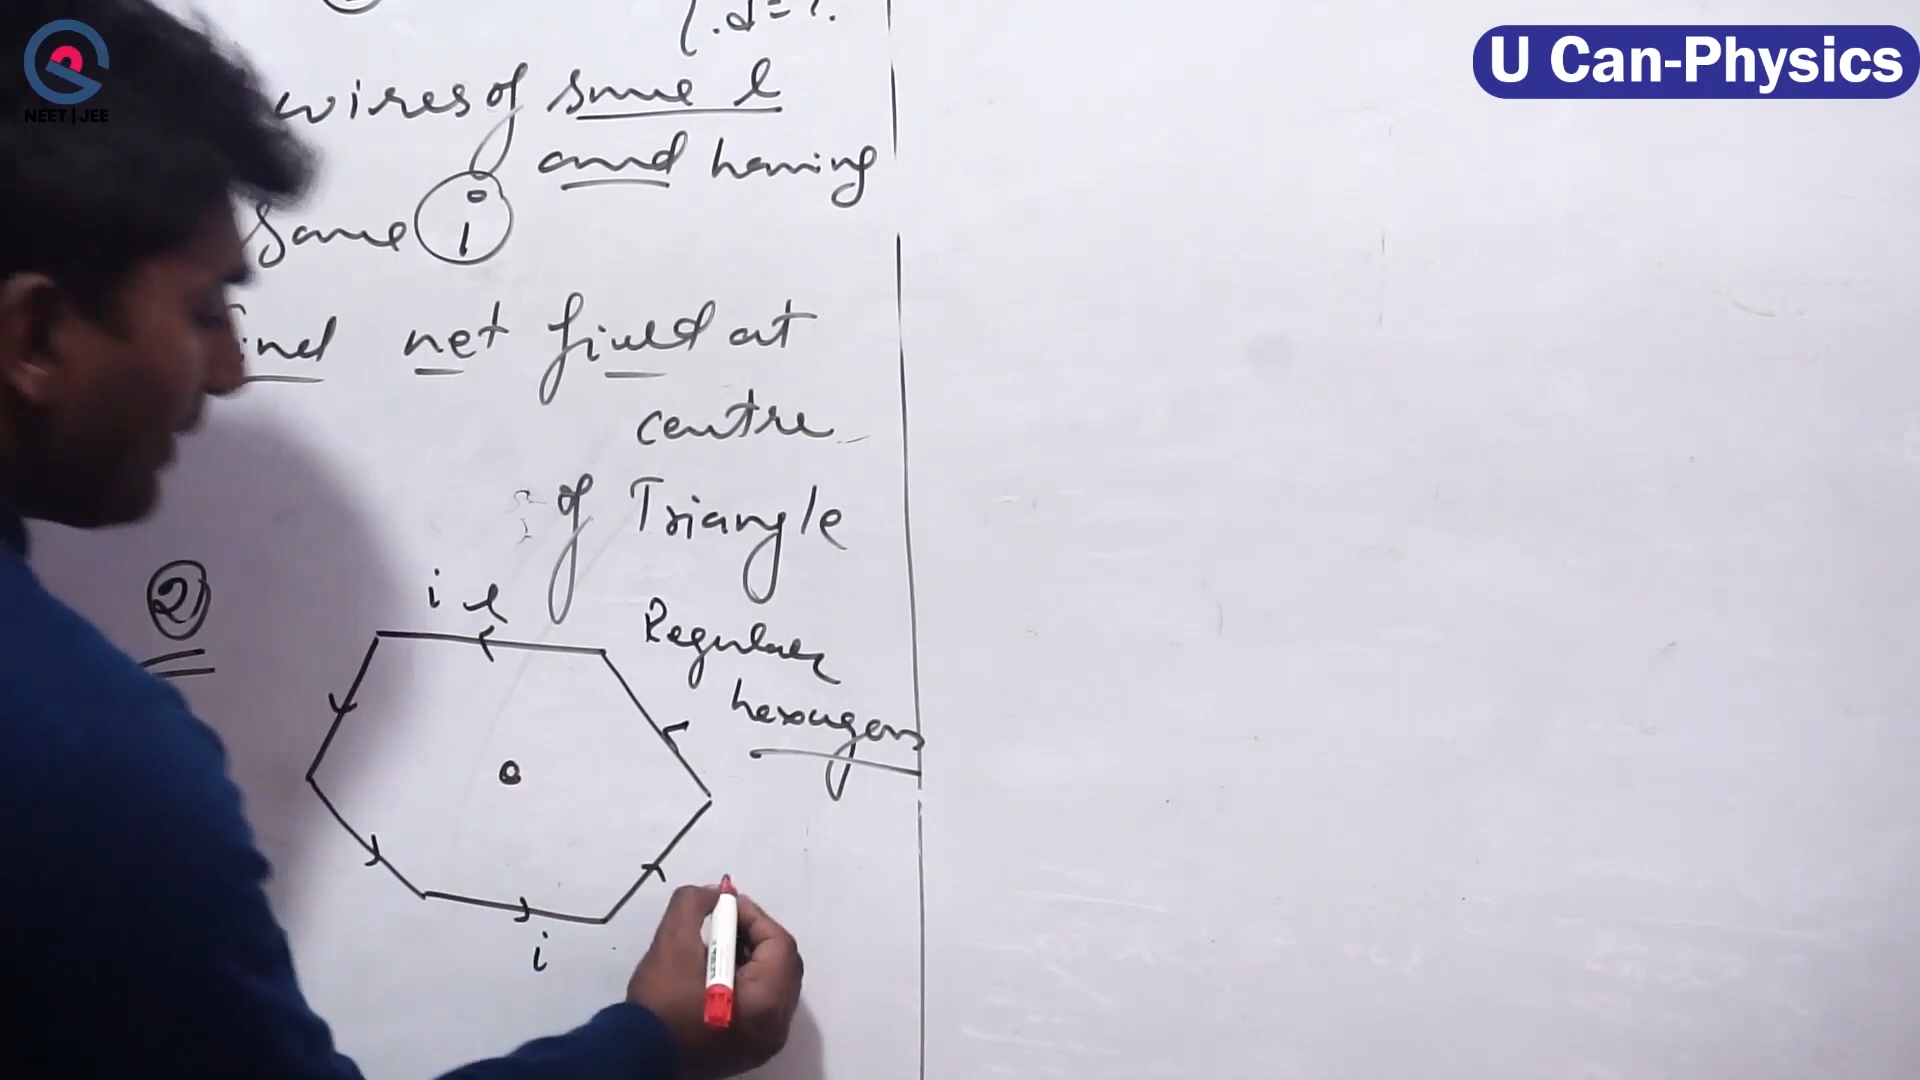 NEET | JEE
U Can-Physics
wires of same l
and having
same i
Find net field at
centre
of Triangle
2
i l
Regular
hexagon
i